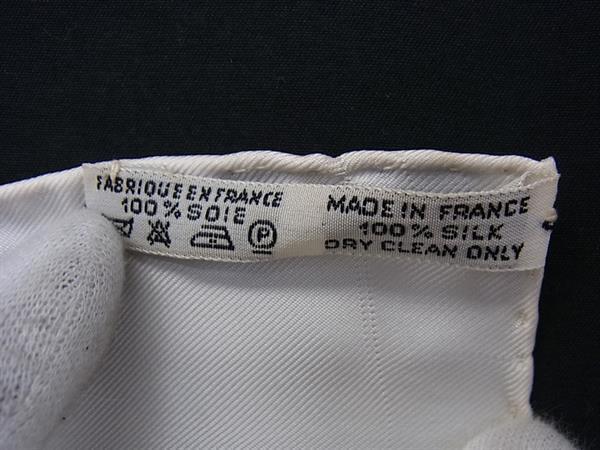 FABRIQUE EN FRANCE
100% SOIE
P
MADE IN FRANCE
100% SILK
DRY CLEAN ONLY